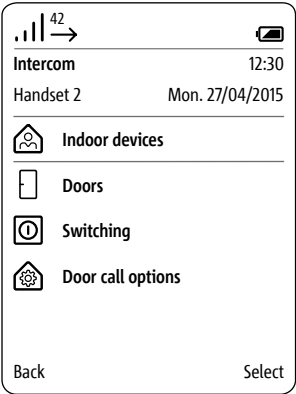 42
Intercom 12:30
Handset 2 Mon. 27/04/2015
Indoor devices
Doors
Switching
Door call options
Back Select